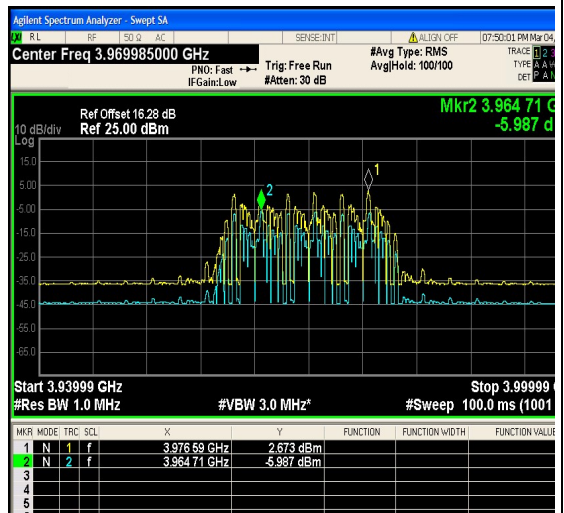 Agilent Spectrum Analyzer - Swept SA
LXI RL RF 50 Ω AC SENSE:INT ALIGN OFF 07:50:01 PM Mar 04,
Center Freq 3.969985000 GHz #Avg Type: RMS TRACE 1 2 3
PNO: Fast Trig: Free Run Avg|Hold: 100/100 TYPE A A
IFGain:Low #Atten: 30 dB DET P A N
Ref Offset 16.28 dB Mkr2 3.964 71 G
10 dB/div Ref 25.00 dBm -5.987 d
Log
15.0
5.00
-5.00
-15.0
-25.0
-35.0
-45.0
-55.0
-65.0
1
2
Start 3.93999 GHz Stop 3.99999
#Res BW 1.0 MHz #VBW 3.0 MHz* #Sweep 100.0 ms (1001
MKR MODE TRC SCL X Y FUNCTION FUNCTION WIDTH FUNCTION VALUE
1 N 1 f 3.976 59 GHz 2.673 dBm
2 N 2 f 3.964 71 GHz -5.987 dBm
3
4
5